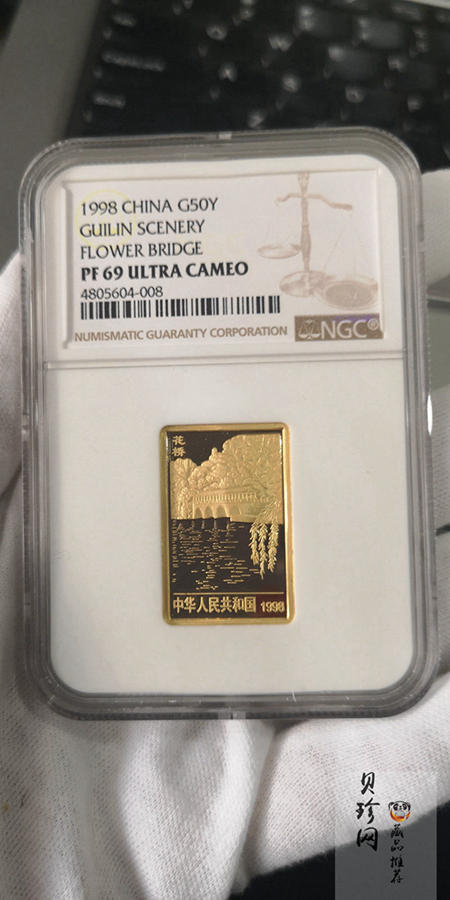 1998 CHINA G50Y
GUILIN SCENERY
FLOWER BRIDGE
PF 69 ULTRA CAMEO
4805604-008
NUMISMATIC GUARANTY CORPORATION
NGC®
花桥
中华人民共和国 1998
贝珍网
藏品推荐